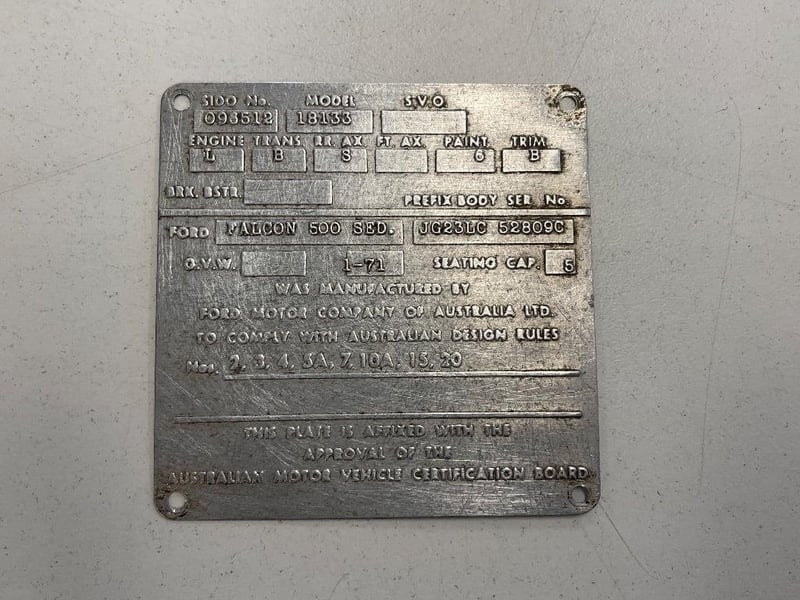 SIDO No. MODEL S.V.O.
093512 18133
ENGINE TRANS. RR. AX. FT. AX. PAINT. TRIM.
L B S 6 B
BRK. BSTR. PREFIX BODY SER. No.
FORD FALCON 500 SED. JG23LC 52809C
G.V.W. 1-71 SEATING CAP. 5
WAS MANUFACTURED BY
FORD MOTOR COMPANY OF AUSTRALIA LTD.
TO COMPLY WITH AUSTRALIAN DESIGN RULES
Nos. 2, 3, 4, 5A, 7, 10A, 15, 20
THIS PLATE IS AFFIXED WITH THE
APPROVAL OF THE
AUSTRALIAN MOTOR VEHICLE CERTIFICATION BOARD